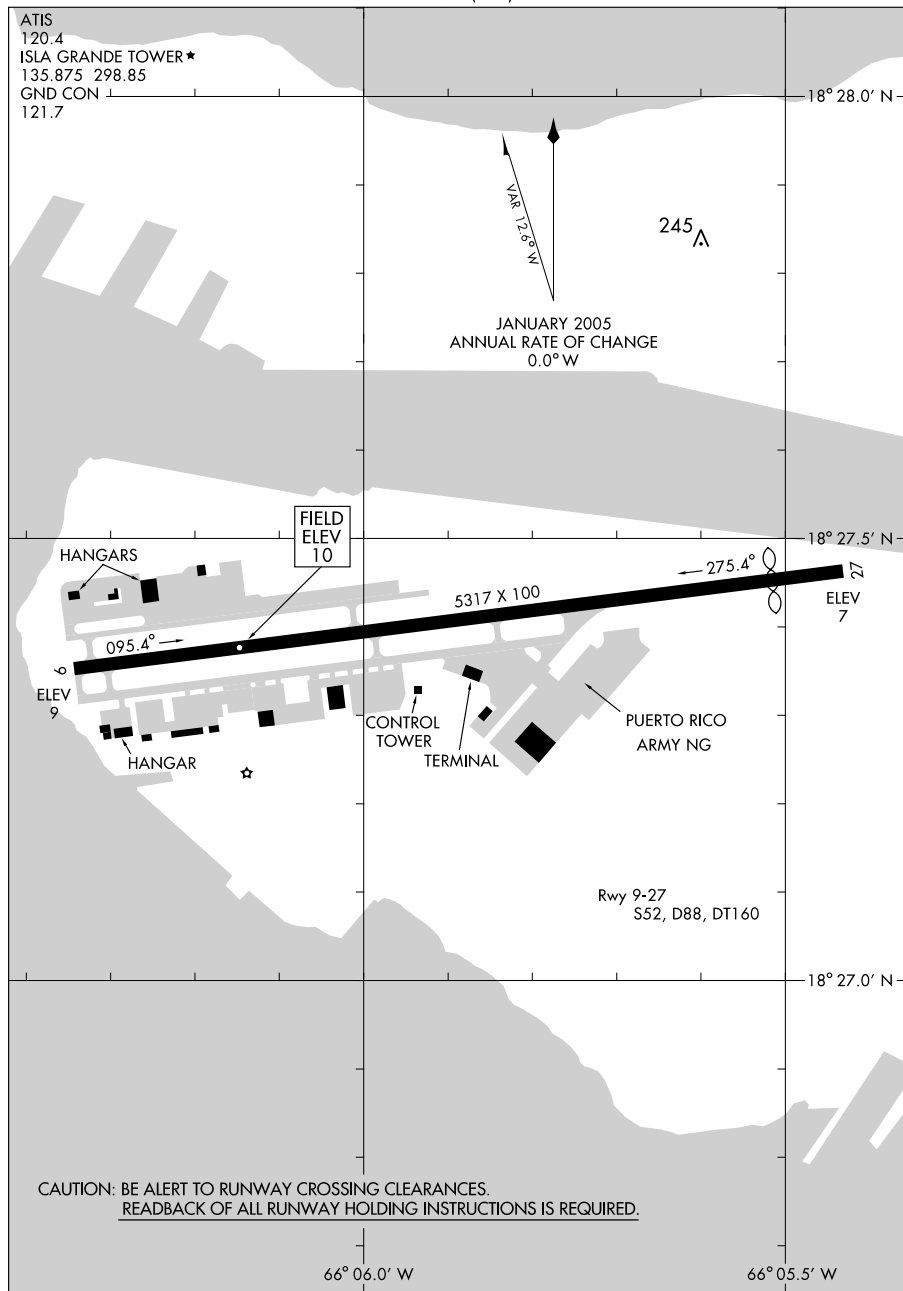 ATIS
120.4
ISLA GRANDE TOWER★
135.875 298.85
GND CON
121.7
18° 28.0' N
VAR 12.6° W
245
JANUARY 2005
ANNUAL RATE OF CHANGE
0.0° W
FIELD
ELEV
10
18° 27.5' N
HANGARS
275.4°
27
5317 X 100
ELEV
7
095.4°
9
ELEV
9
CONTROL
TOWER
TERMINAL
PUERTO RICO
ARMY NG
HANGAR
Rwy 9-27
S52, D88, DT160
18° 27.0' N
CAUTION: BE ALERT TO RUNWAY CROSSING CLEARANCES.
READBACK OF ALL RUNWAY HOLDING INSTRUCTIONS IS REQUIRED.
66° 06.0' W
66° 05.5' W